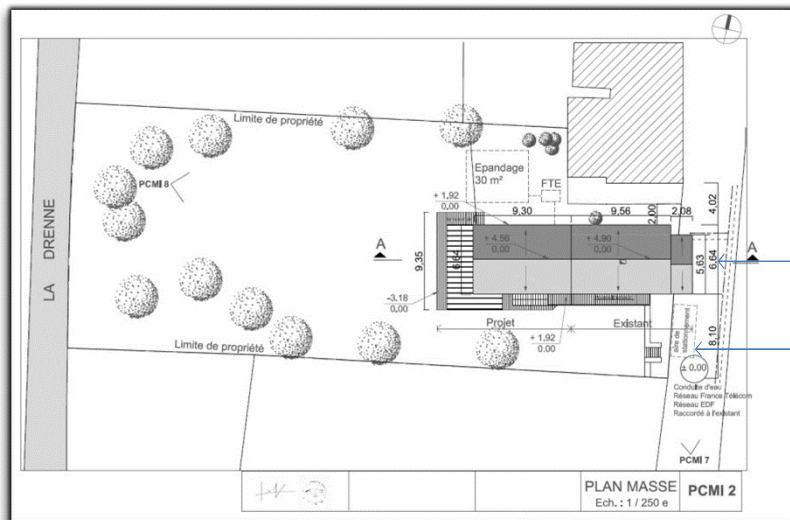 Limite de propriété
LA DRENNE
PCMI 8
Epandage
30 m²
FTE
+ 1,92
0,00
9,30
9,56
2,00
2,08
4,02
A
9,35
6,64
+ 4,56
0,00
+ 4,90
0,00
5,63
6,64
A
-3.18
0,00
Projet
Existant
+ 1,92
0,00
8,10
aire de
stationnement
Limite de propriété
± 0.00
Conduite d'eau
Réseau France Télécom
Réseau EDF
Raccordé à l'existant
PCMI 7
PLAN MASSE
Ech. : 1 / 250 e
PCMI 2